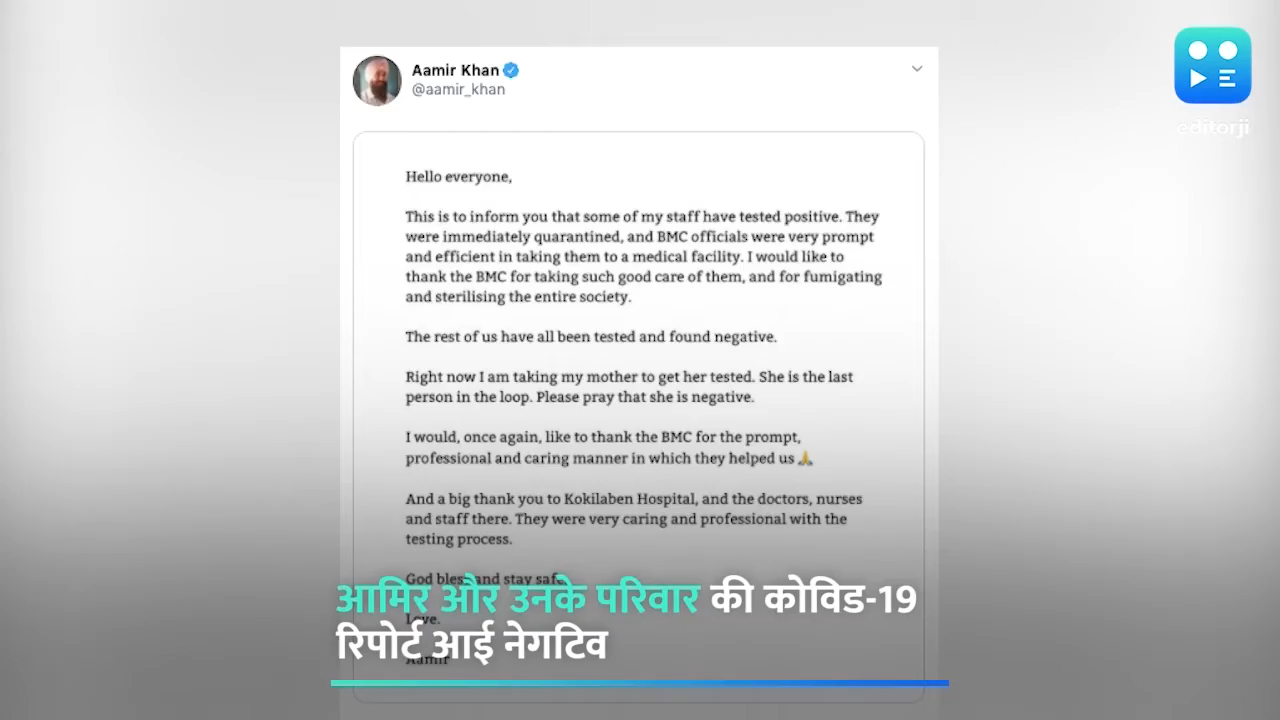 Aamir Khan
@aamir_khan
editorji
Hello everyone,
This is to inform you that some of my staff have tested positive. They
were immediately quarantined, and BMC officials were very prompt
and efficient in taking them to a medical facility. I would like to
thank the BMC for taking such good care of them, and for fumigating
and sterilising the entire society.
The rest of us have all been tested and found negative.
Right now I am taking my mother to get her tested. She is the last
person in the loop. Please pray that she is negative.
I would, once again, like to thank the BMC for the prompt,
professional and caring manner in which they helped us🙏
And a big thank you to Kokilaben Hospital, and the doctors, nurses
and staff there. They were very caring and professional with the
testing process.
God bless and stay safe.
आमिर और उनके परिवार की कोविड-19
Love.
रिपोर्ट आई नेगटिव
Aamir